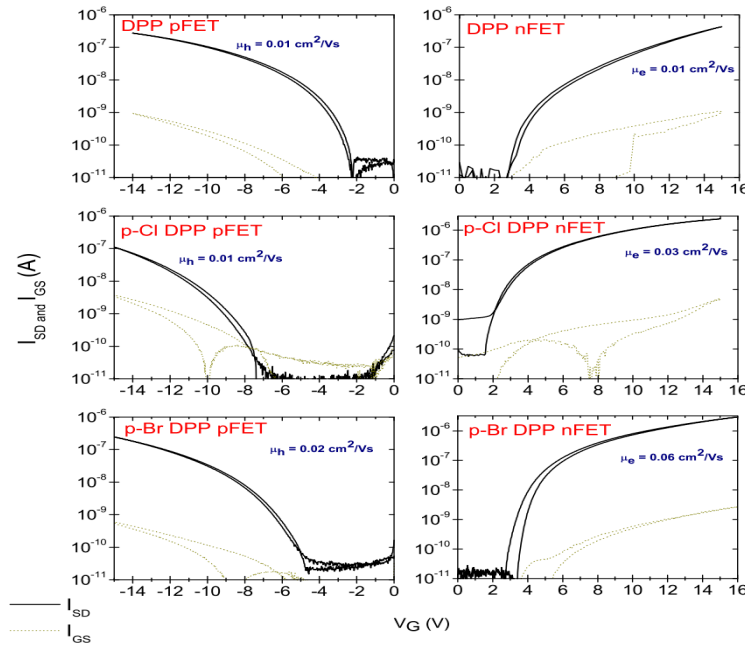 DPP pFET
μh = 0.01 cm²/Vs
10⁻⁶
10⁻⁷
10⁻⁸
10⁻⁹
10⁻¹⁰
10⁻¹¹
-14 -12 -10 -8 -6 -4 -2 0
DPP nFET
μe = 0.01 cm²/Vs
10⁻⁶
10⁻⁷
10⁻⁸
10⁻⁹
10⁻¹⁰
10⁻¹¹
0 2 4 6 8 10 12 14 16
p-Cl DPP pFET
μh = 0.01 cm²/Vs
10⁻⁶
10⁻⁷
10⁻⁸
10⁻⁹
10⁻¹⁰
10⁻¹¹
-14 -12 -10 -8 -6 -4 -2 0
p-Cl DPP nFET
μe = 0.03 cm²/Vs
10⁻⁶
10⁻⁷
10⁻⁸
10⁻⁹
10⁻¹⁰
10⁻¹¹
0 2 4 6 8 10 12 14 16
p-Br DPP pFET
μh = 0.02 cm²/Vs
10⁻⁶
10⁻⁷
10⁻⁸
10⁻⁹
10⁻¹⁰
10⁻¹¹
-14 -12 -10 -8 -6 -4 -2 0
p-Br DPP nFET
μe = 0.06 cm²/Vs
10⁻⁶
10⁻⁷
10⁻⁸
10⁻⁹
10⁻¹⁰
10⁻¹¹
0 2 4 6 8 10 12 14 16
ISD and IGS (A)
VG (V)
ISD
IGS